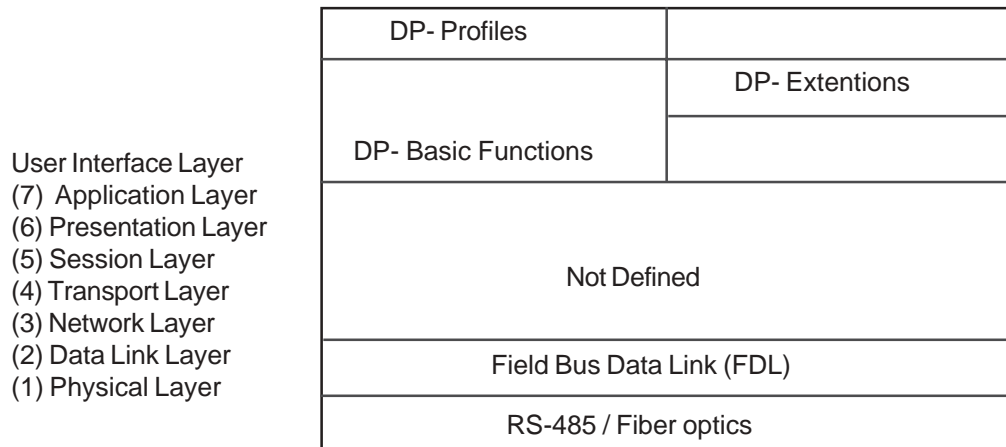 DP- Profiles
DP- Extentions
DP- Basic Functions
User Interface Layer
(7) Application Layer
(6) Presentation Layer
(5) Session Layer
(4) Transport Layer
(3) Network Layer
(2) Data Link Layer
(1) Physical Layer
Not Defined
Field Bus Data Link (FDL)
RS-485 / Fiber optics